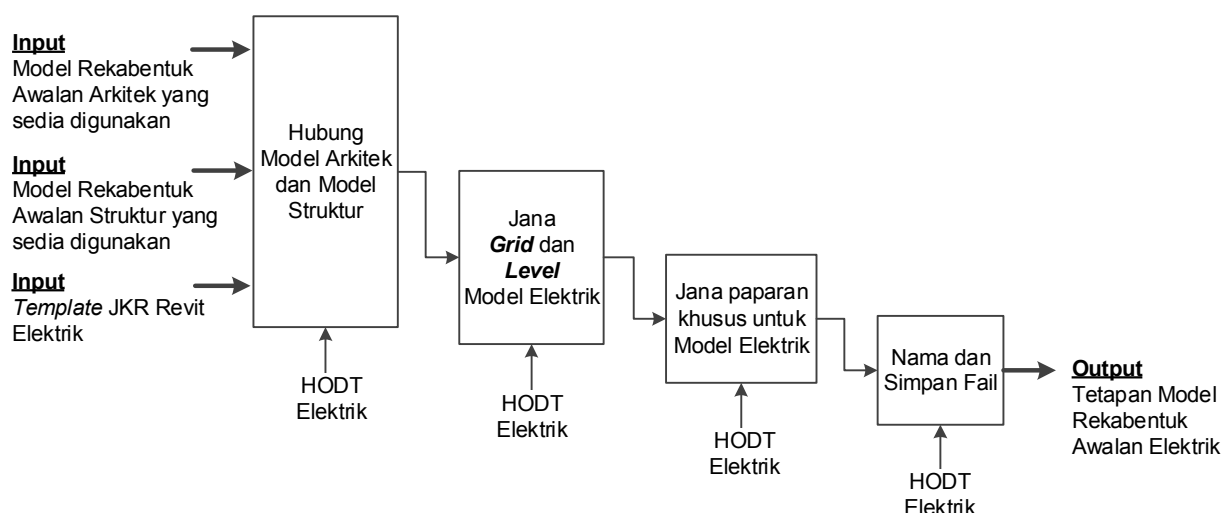 Input
Model Rekabentuk
Awalan Arkitek yang
sedia digunakan
Input
Model Rekabentuk
Awalan Struktur yang
sedia digunakan
Input
Template JKR Revit
Elektrik
Hubung
Model Arkitek
dan Model
Struktur
HODT
Elektrik
Jana
Grid dan
Level
Model Elektrik
HODT
Elektrik
Jana paparan
khusus untuk
Model Elektrik
HODT
Elektrik
Nama dan
Simpan Fail
HODT
Elektrik
Output
Tetapan Model
Rekabentuk
Awalan Elektrik